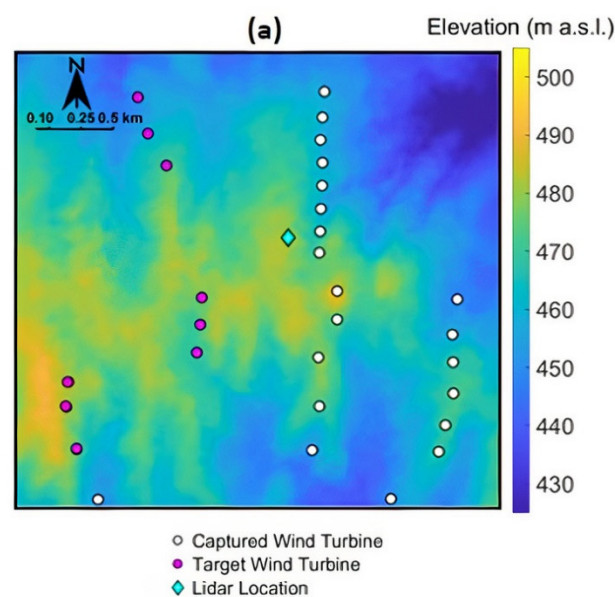 (a)
Elevation (m a.s.l.)
N
0.10 0.25 0.5 km
500
490
480
470
460
450
440
430
Captured Wind Turbine
Target Wind Turbine
Lidar Location